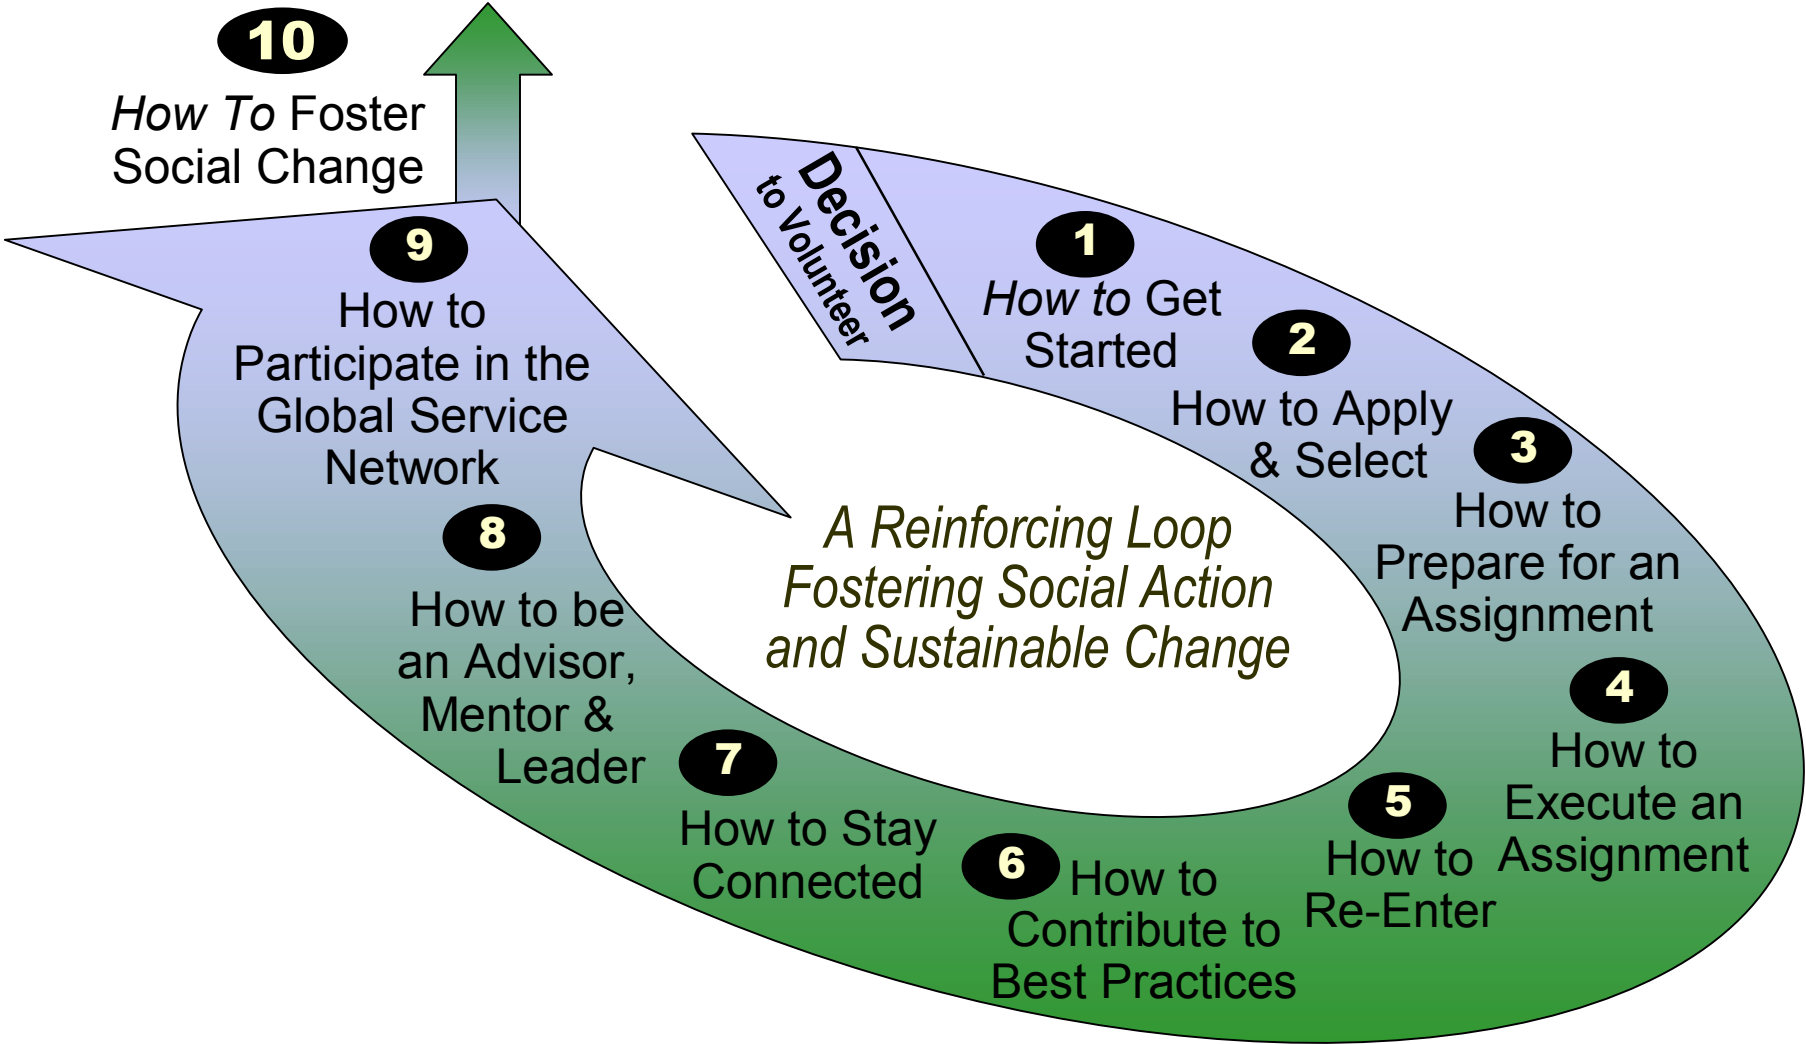 10
How To Foster
Social Change
Decision
to Volunteer
1
How to Get
Started
2
How to Apply
& Select
3
How to
Prepare for an
Assignment
4
How to
Execute an
Assignment
5
How to
Re-Enter
6
How to
Contribute to
Best Practices
7
How to Stay
Connected
8
How to be
an Advisor,
Mentor &
Leader
9
How to
Participate in the
Global Service
Network
A Reinforcing Loop
Fostering Social Action
and Sustainable Change